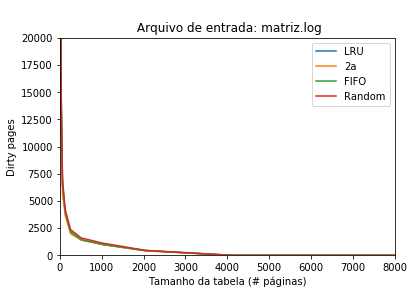 Arquivo de entrada: matriz.log
Dirty pages
20000
17500
15000
12500
10000
7500
5000
2500
0
LRU
2a
FIFO
Random
0 1000 2000 3000 4000 5000 6000 7000 8000
Tamanho da tabela (# páginas)